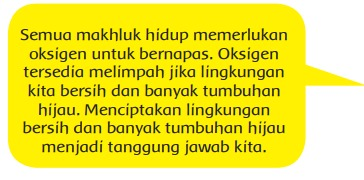 Semua makhluk hidup memerlukan
oksigen untuk bernapas. Oksigen
tersedia melimpah jika lingkungan
kita bersih dan banyak tumbuhan
hijau. Menciptakan lingkungan
bersih dan banyak tumbuhan hijau
menjadi tanggung jawab kita.